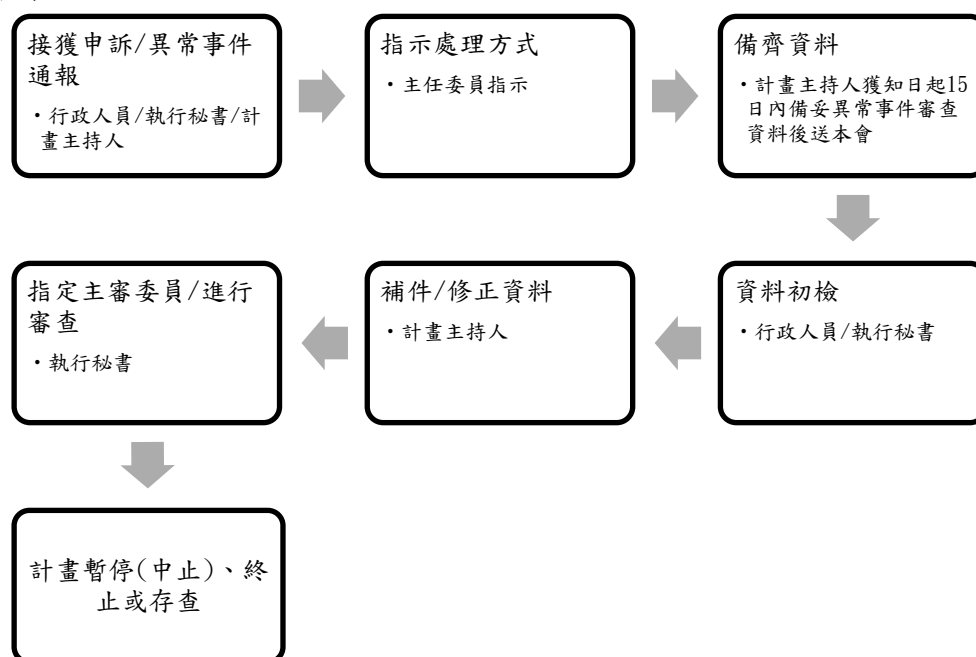 接獲申訴/異常事件
通報
・行政人員/執行秘書/計
畫主持人
指示處理方式
・主任委員指示
備齊資料
・計畫主持人獲知日起15
日內備妥異常事件審查
資料後送本會
資料初檢
・行政人員/執行秘書
補件/修正資料
・計畫主持人
指定主審委員/進行
審查
・執行秘書
計畫暫停(中止)、終
止或存查